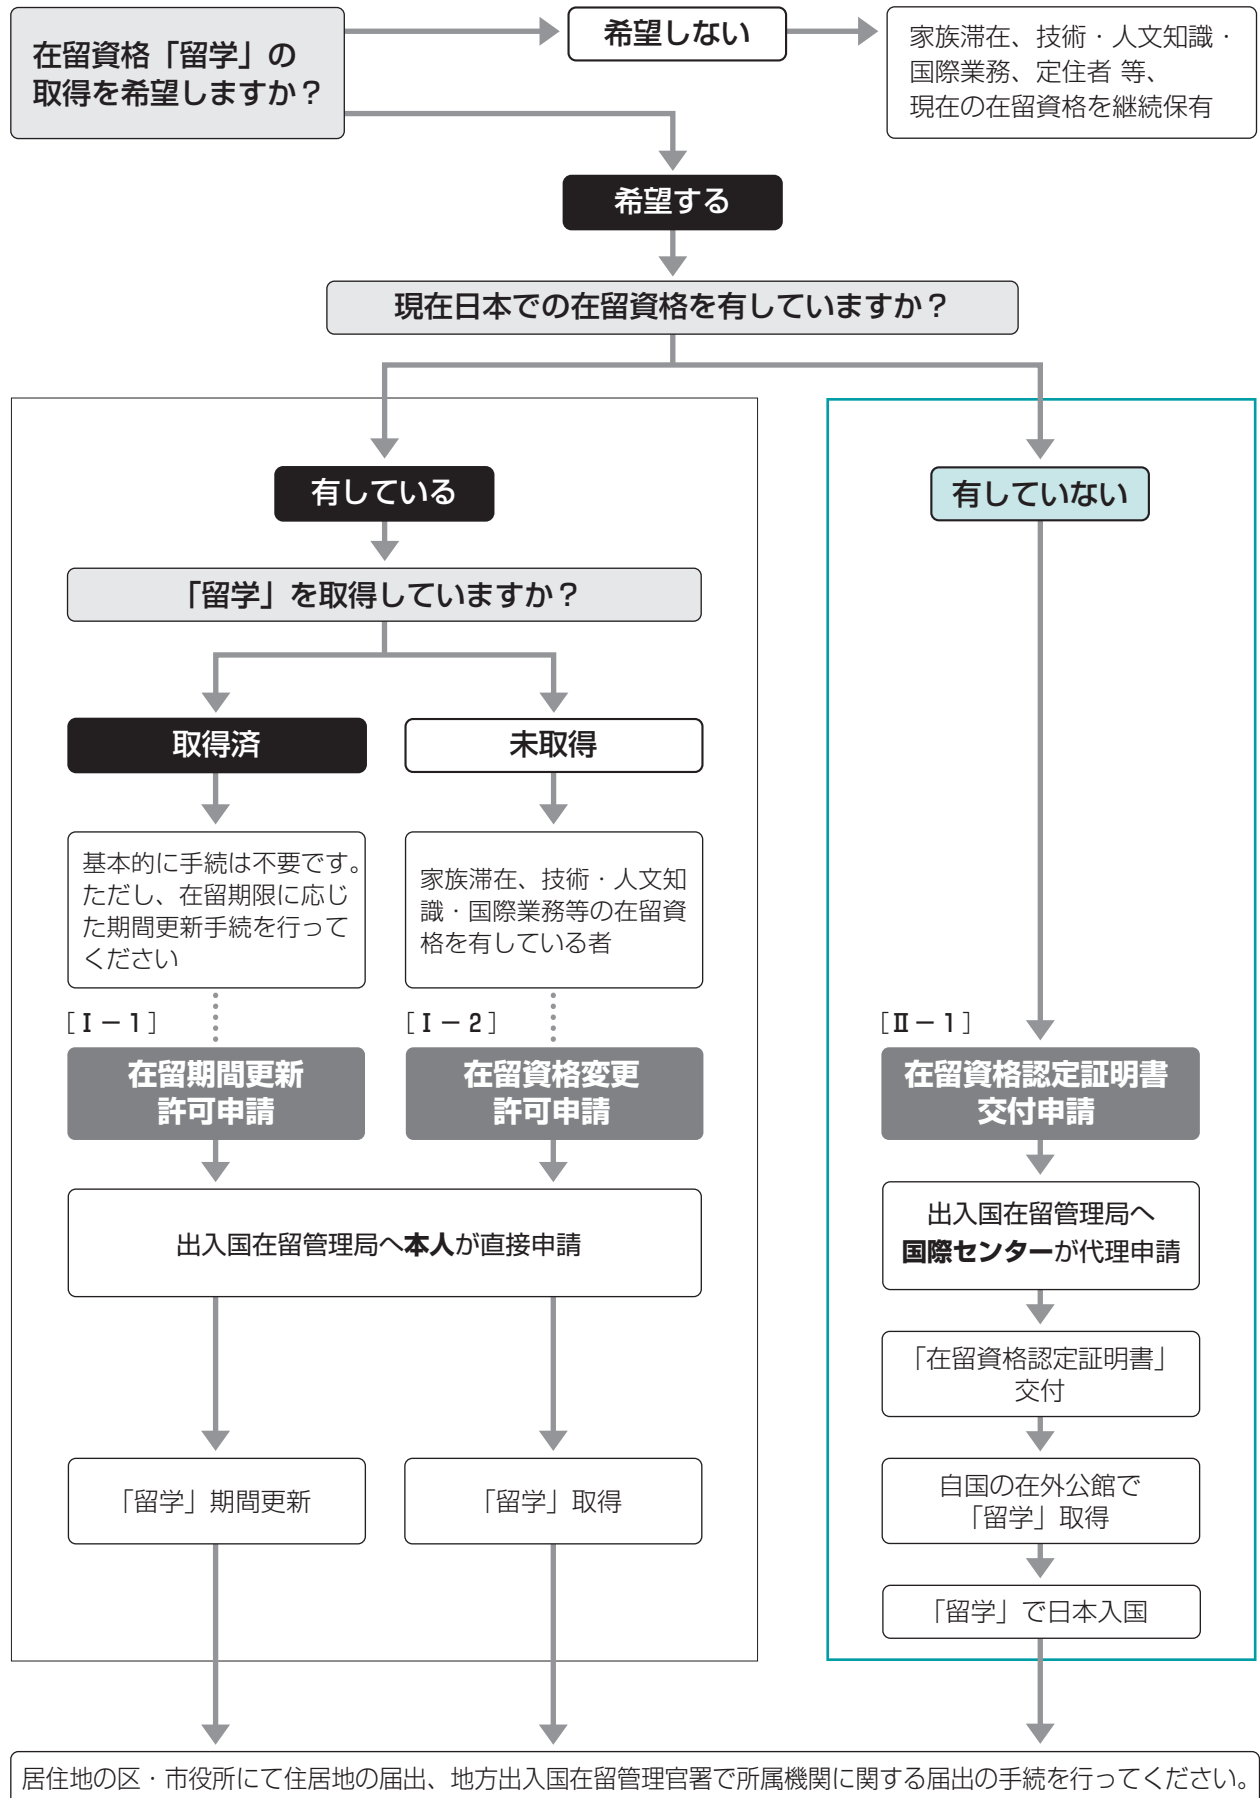 在留資格「留学」の
取得を希望しますか?
希望しない
家族滞在、技術・人文知識・
国際業務、定住者 等、
現在の在留資格を継続保有
希望する
現在日本での在留資格を有していますか?
有している
有していない
「留学」を取得していますか?
取得済
未取得
基本的に手続は不要です。
ただし、在留期限に応じ
た期間更新手続を行って
ください
家族滞在、技術・人文知
識・国際業務等の在留資
格を有している者
[Ⅰ-1]
在留期間更新
許可申請
[Ⅰ-2]
在留資格変更
許可申請
[Ⅱ-1]
在留資格認定証明書
交付申請
出入国在留管理局へ本人が直接申請
出入国在留管理局へ
国際センターが代理申請
「在留資格認定証明書」
交付
「留学」期間更新
「留学」取得
自国の在外公館で
「留学」取得
「留学」で日本入国
居住地の区・市役所にて住居地の届出、地方出入国在留管理官署で所属機関に関する届出の手続を行ってください。